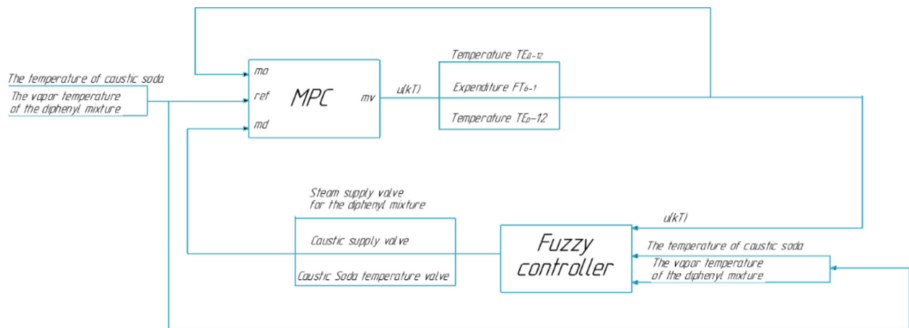 The temperature of caustic soda
The vapor temperature
of the diphenyl mixture
mo
ref
md
MPC
mv
u(kT)
Temperature TE
Expenditure FT6-1
Temperature TE
Steam supply valve
for the diphenyl mixture
Caustic supply valve
Caustic Soda temperature valve
Fuzzy
controller
u(kT)
The temperature of caustic soda
The vapor temperature
of the diphenyl mixture